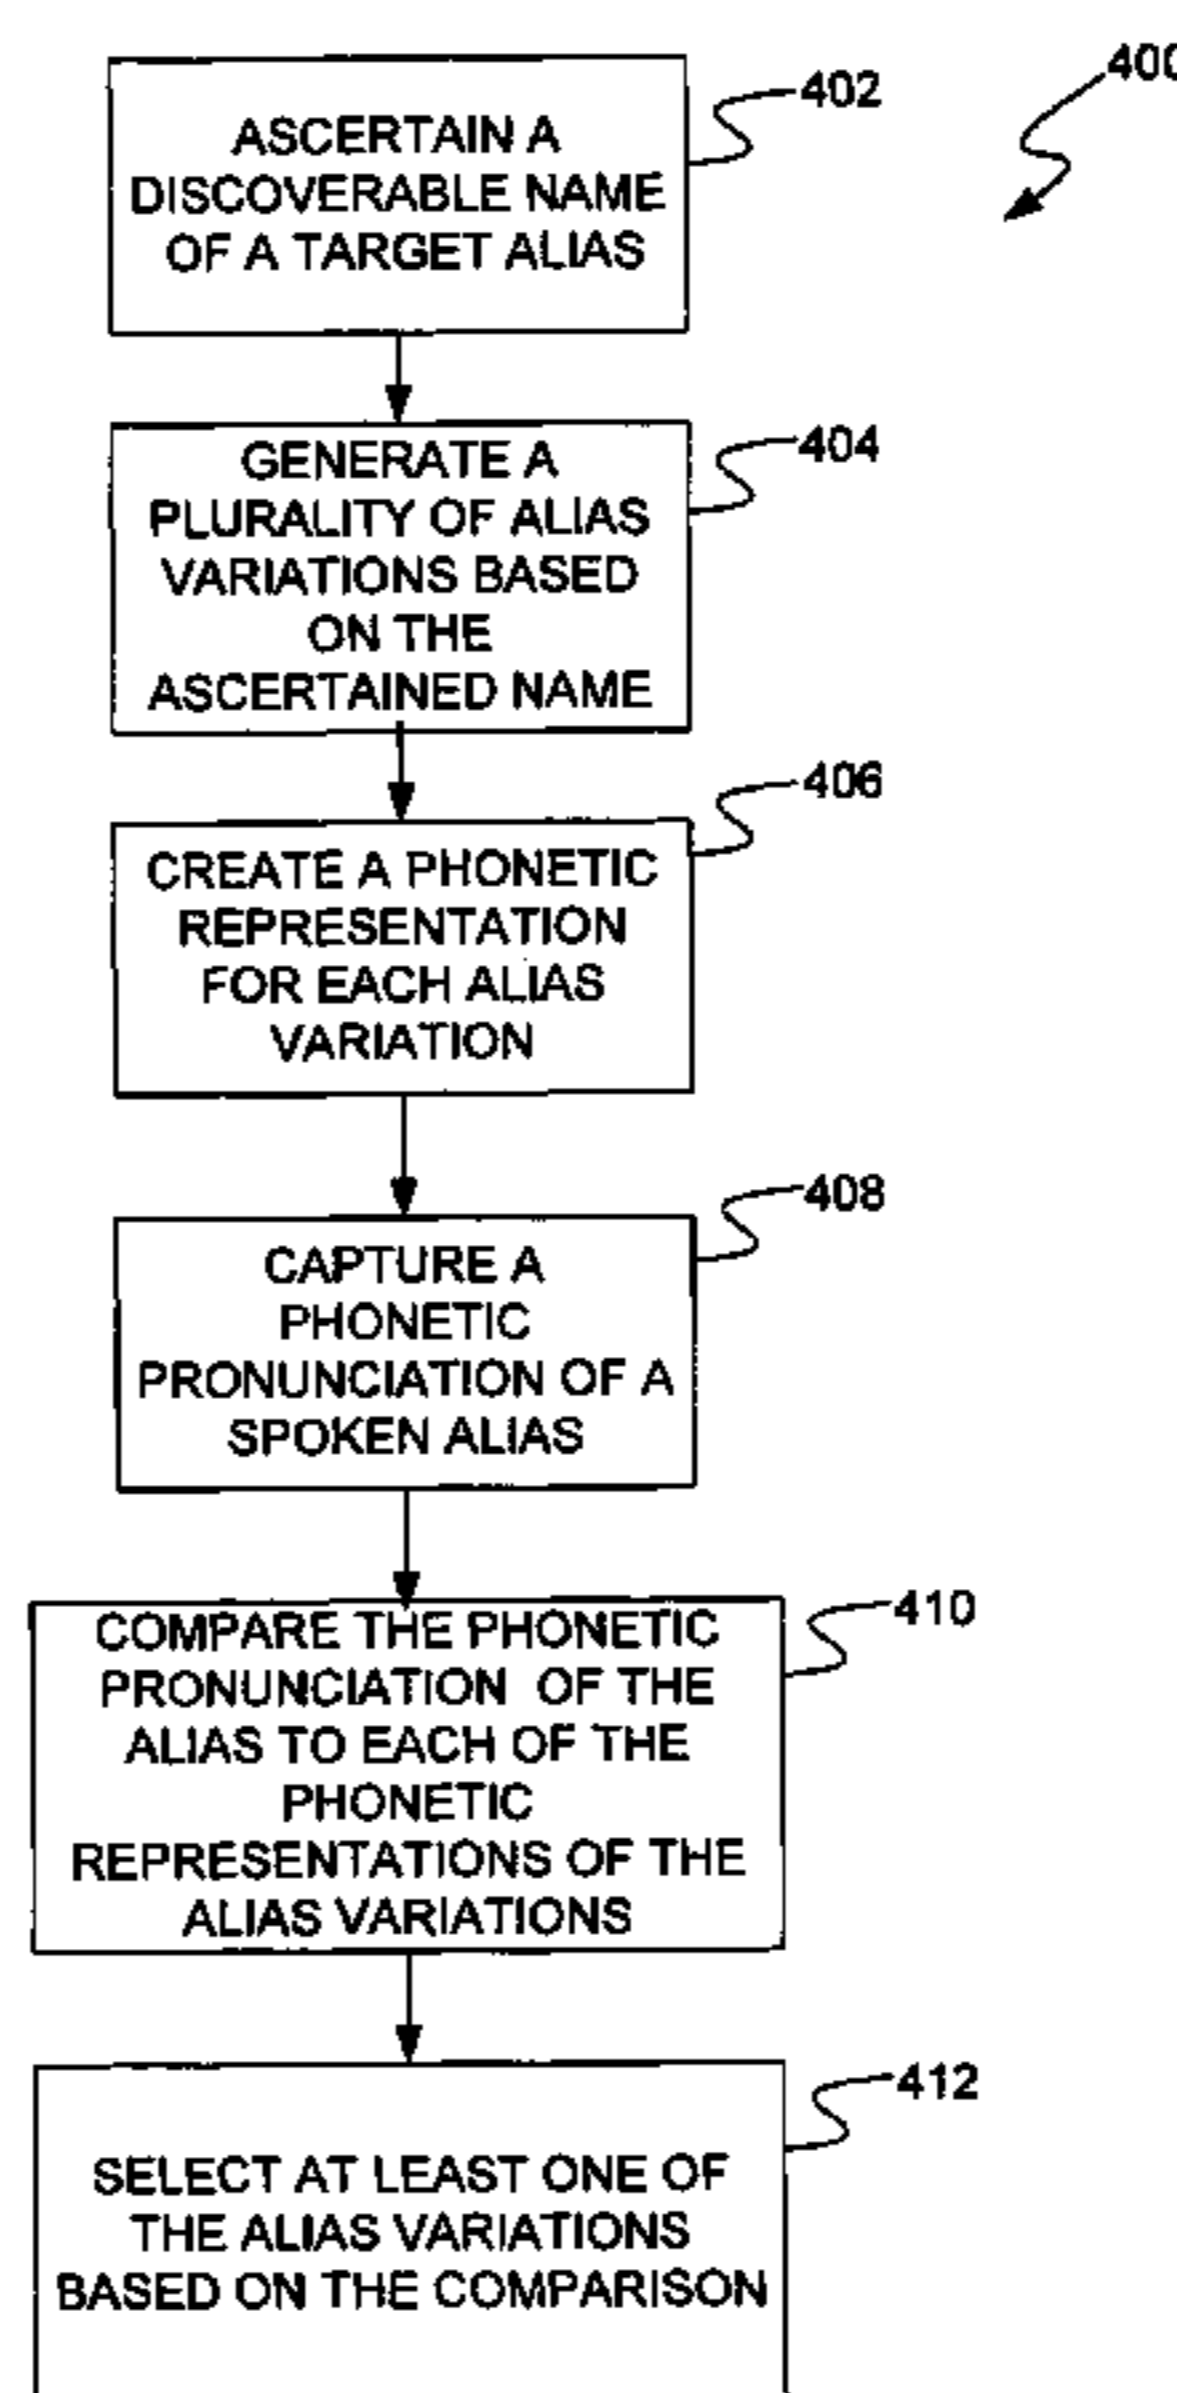 400
402
ASCERTAIN A
DISCOVERABLE NAME
OF A TARGET ALIAS
404
GENERATE A
PLURALITY OF ALIAS
VARIATIONS BASED
ON THE
ASCERTAINED NAME
406
CREATE A PHONETIC
REPRESENTATION
FOR EACH ALIAS
VARIATION
408
CAPTURE A
PHONETIC
PRONUNCIATION OF A
SPOKEN ALIAS
410
COMPARE THE PHONETIC
PRONUNCIATION OF THE
ALIAS TO EACH OF THE
PHONETIC
REPRESENTATIONS OF THE
ALIAS VARIATIONS
412
SELECT AT LEAST ONE OF
THE ALIAS VARIATIONS
BASED ON THE COMPARISON